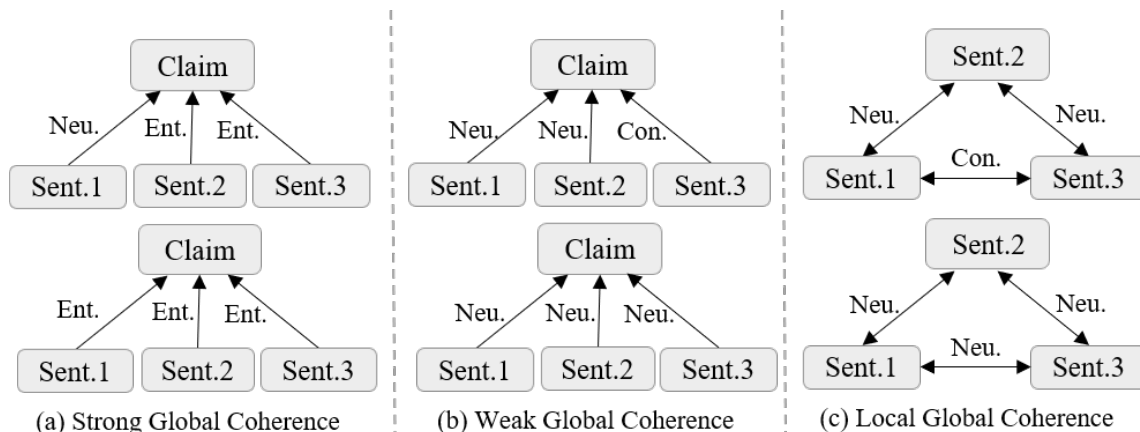 Claim
Neu. Ent. Ent.
Sent.1 Sent.2 Sent.3
Claim
Ent. Ent. Ent.
Sent.1 Sent.2 Sent.3
(a) Strong Global Coherence
Claim
Neu. Neu. Con.
Sent.1 Sent.2 Sent.3
Claim
Neu. Neu. Neu.
Sent.1 Sent.2 Sent.3
(b) Weak Global Coherence
Sent.2
Neu. Neu.
Con.
Sent.1 Sent.3
Sent.2
Neu. Neu.
Neu.
Sent.1 Sent.3
(c) Local Global Coherence